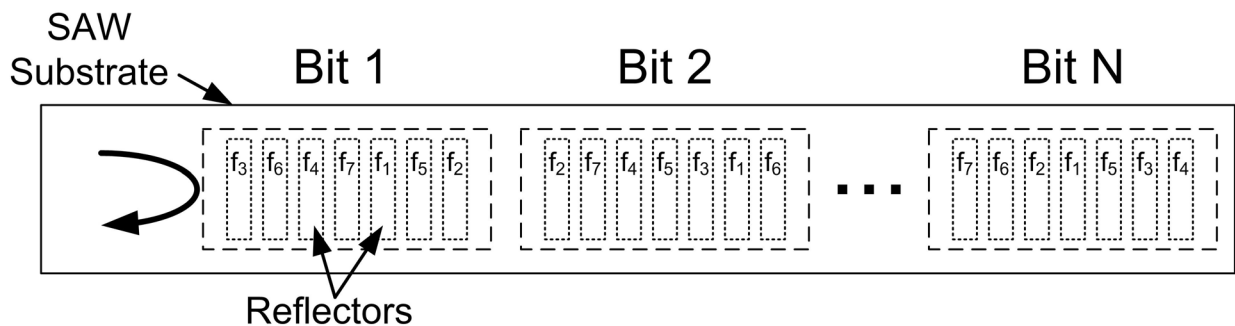 SAW
Substrate
Bit 1
Bit 2
Bit N
f₃ f₆ f₄ f₇ f₁ f₅ f₂
f₂ f₇ f₄ f₅ f₃ f₁ f₆
f₇ f₆ f₂ f₁ f₅ f₃ f₄
Reflectors